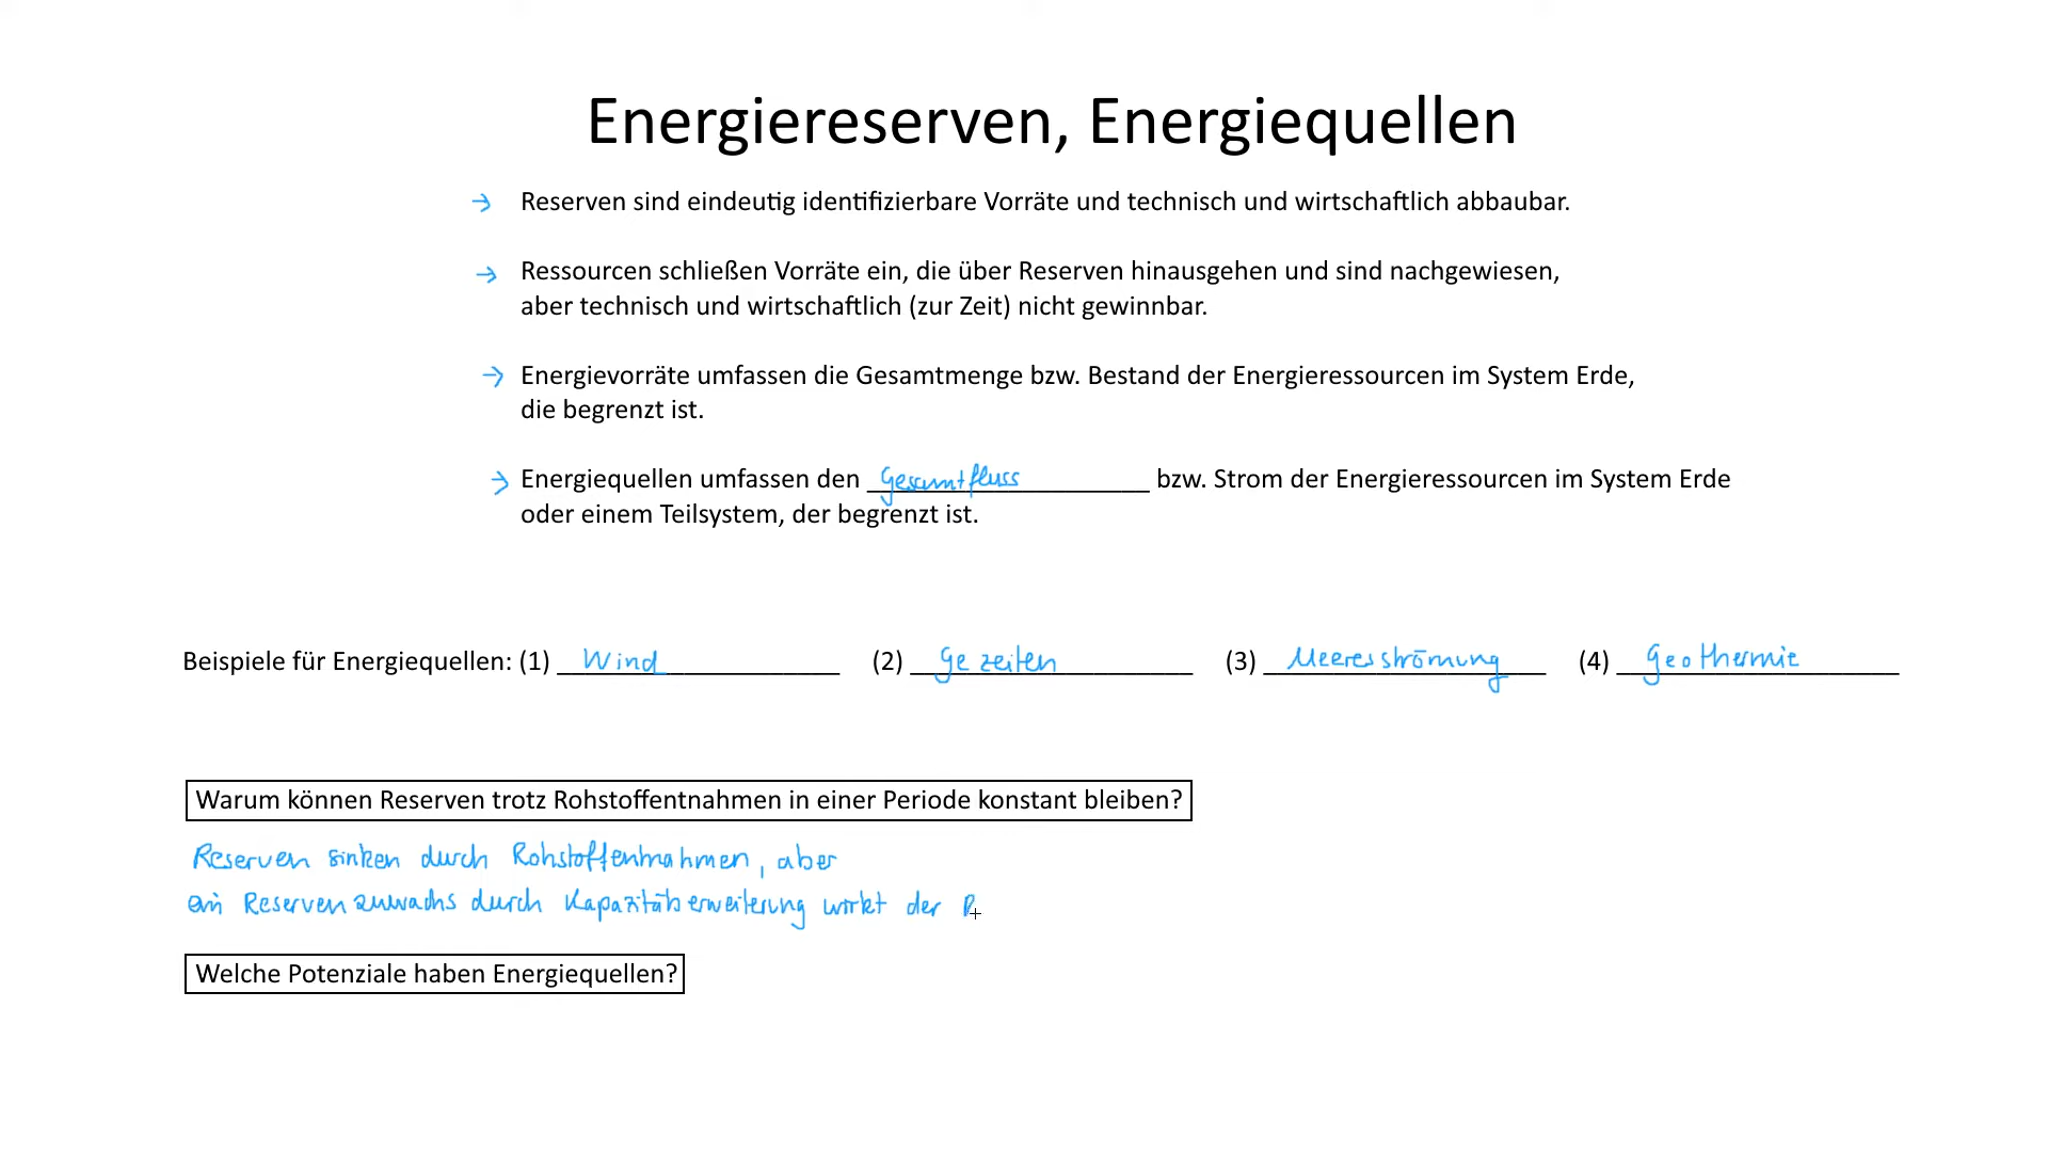 Energiereserven, Energiequellen
→ Reserven sind eindeutig identifizierbare Vorräte und technisch und wirtschaftlich abbaubar.
→ Ressourcen schließen Vorräte ein, die über Reserven hinausgehen und sind nachgewiesen,
aber technisch und wirtschaftlich (zur Zeit) nicht gewinnbar.
→ Energievorräte umfassen die Gesamtmenge bzw. Bestand der Energieressourcen im System Erde,
die begrenzt ist.
→ Energiequellen umfassen den Gesamtfluss bzw. Strom der Energieressourcen im System Erde
oder einem Teilsystem, der begrenzt ist.
Beispiele für Energiequellen: (1) Wind (2) Gezeiten (3) Meeresströmung (4) Geothermie
Warum können Reserven trotz Rohstoffentnahmen in einer Periode konstant bleiben?
Reserven sinken durch Rohstoffentnahmen, aber
ein Reservenzuwachs durch Kapazitätserweiterung wirkt der
Welche Potenziale haben Energiequellen?